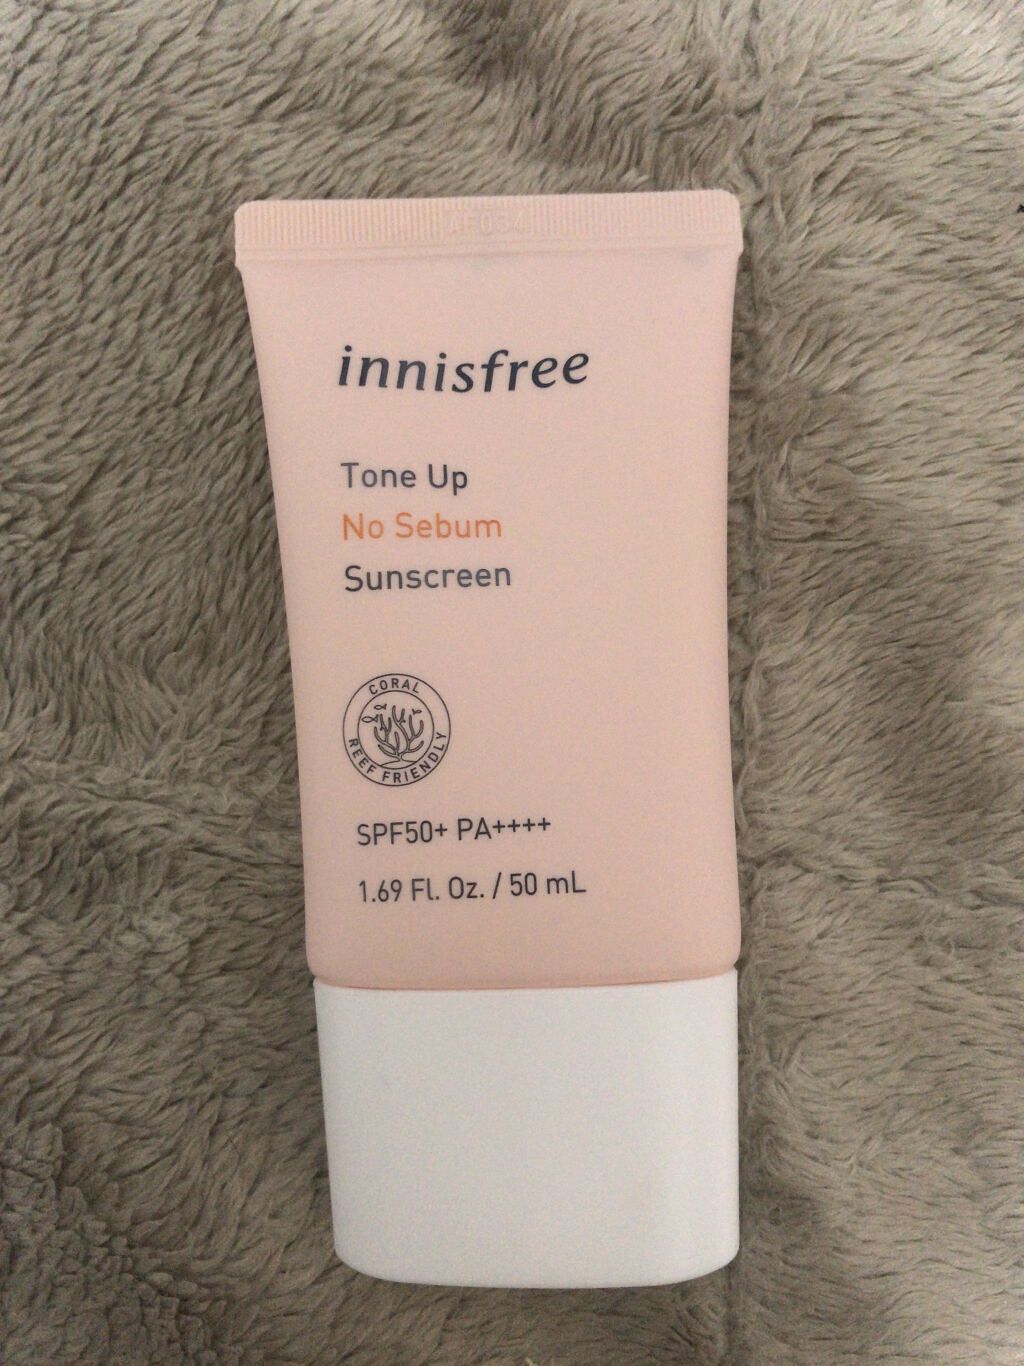 innisfree
Tone Up
No Sebum
Sunscreen
CORAL
REEF FRIENDLY
SPF50+ PA++++
1.69 Fl. Oz. / 50 mL